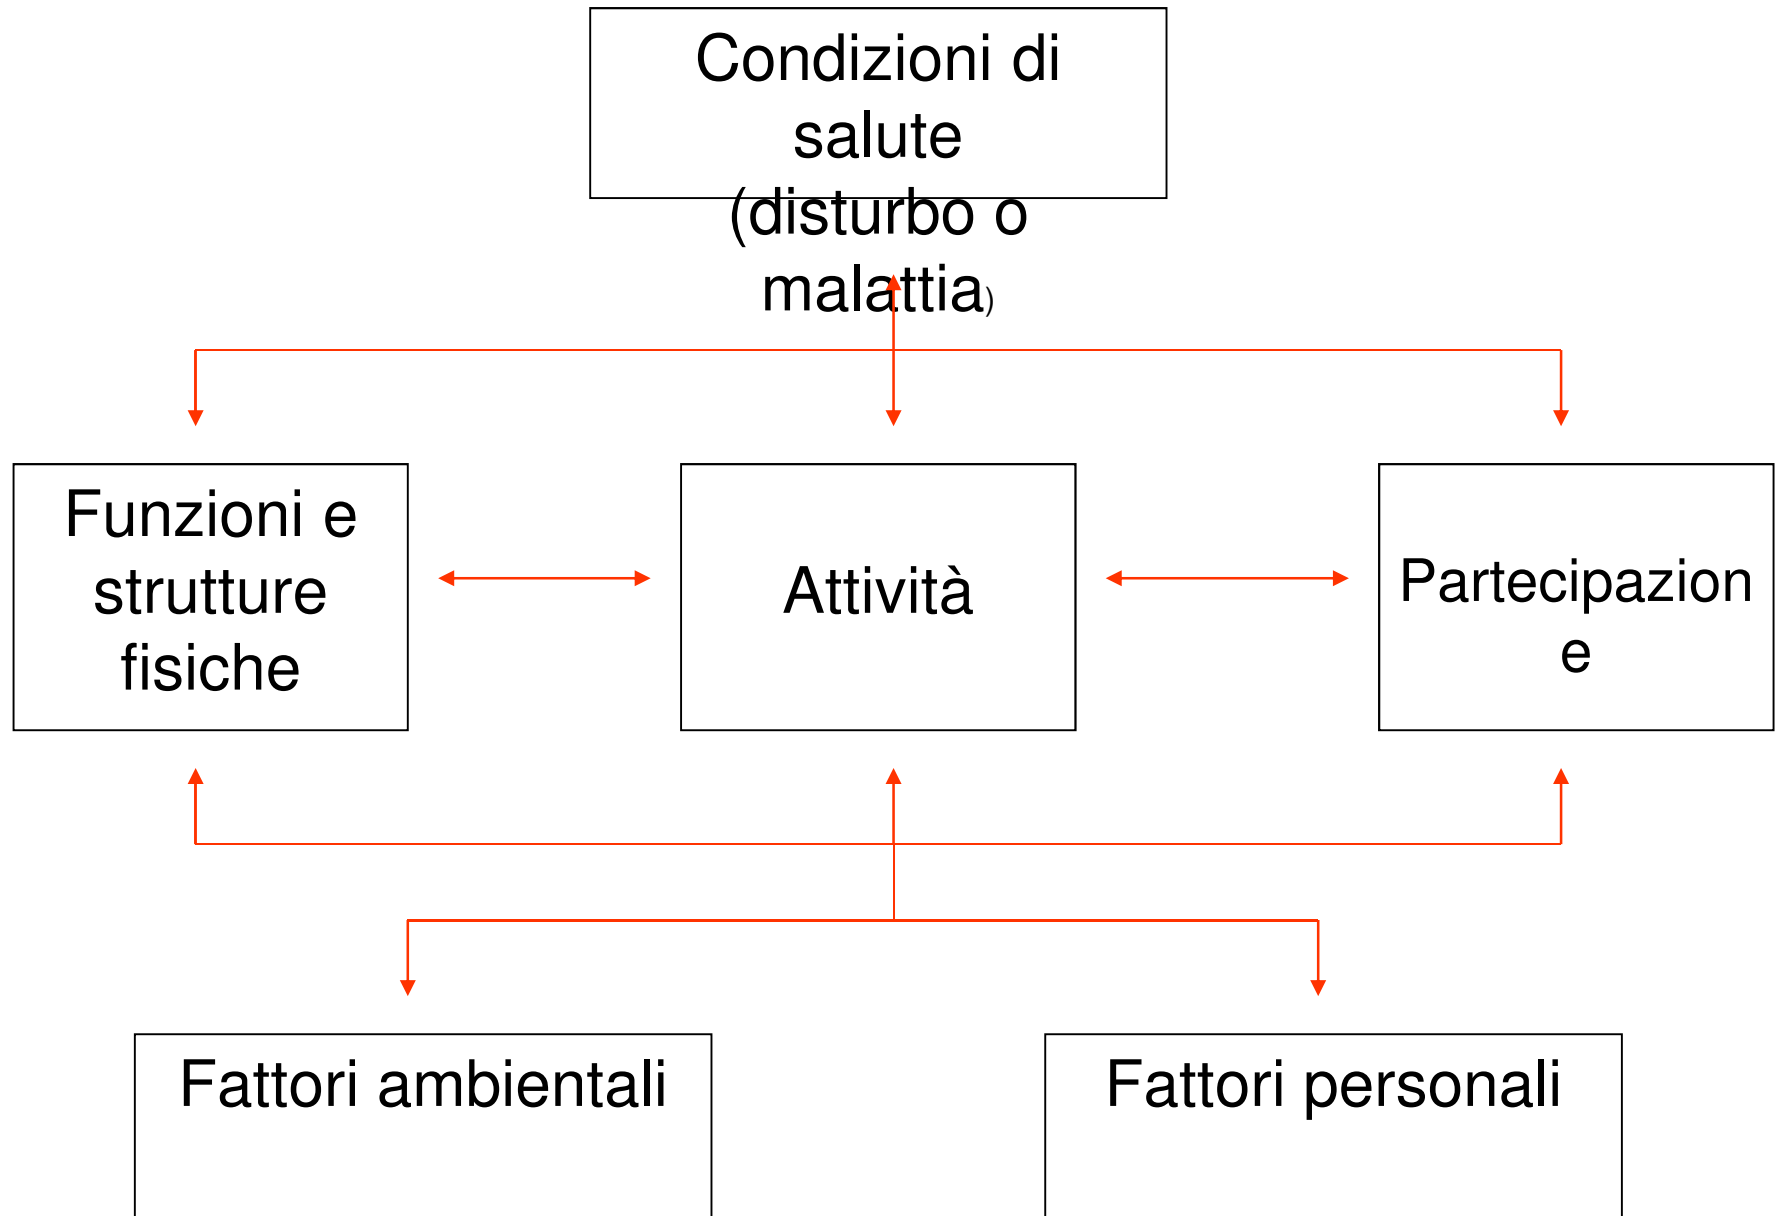 Condizioni di
salute
(disturbo o
malattia)
Funzioni e
strutture
fisiche
Attività
Partecipazion
e
Fattori ambientali
Fattori personali